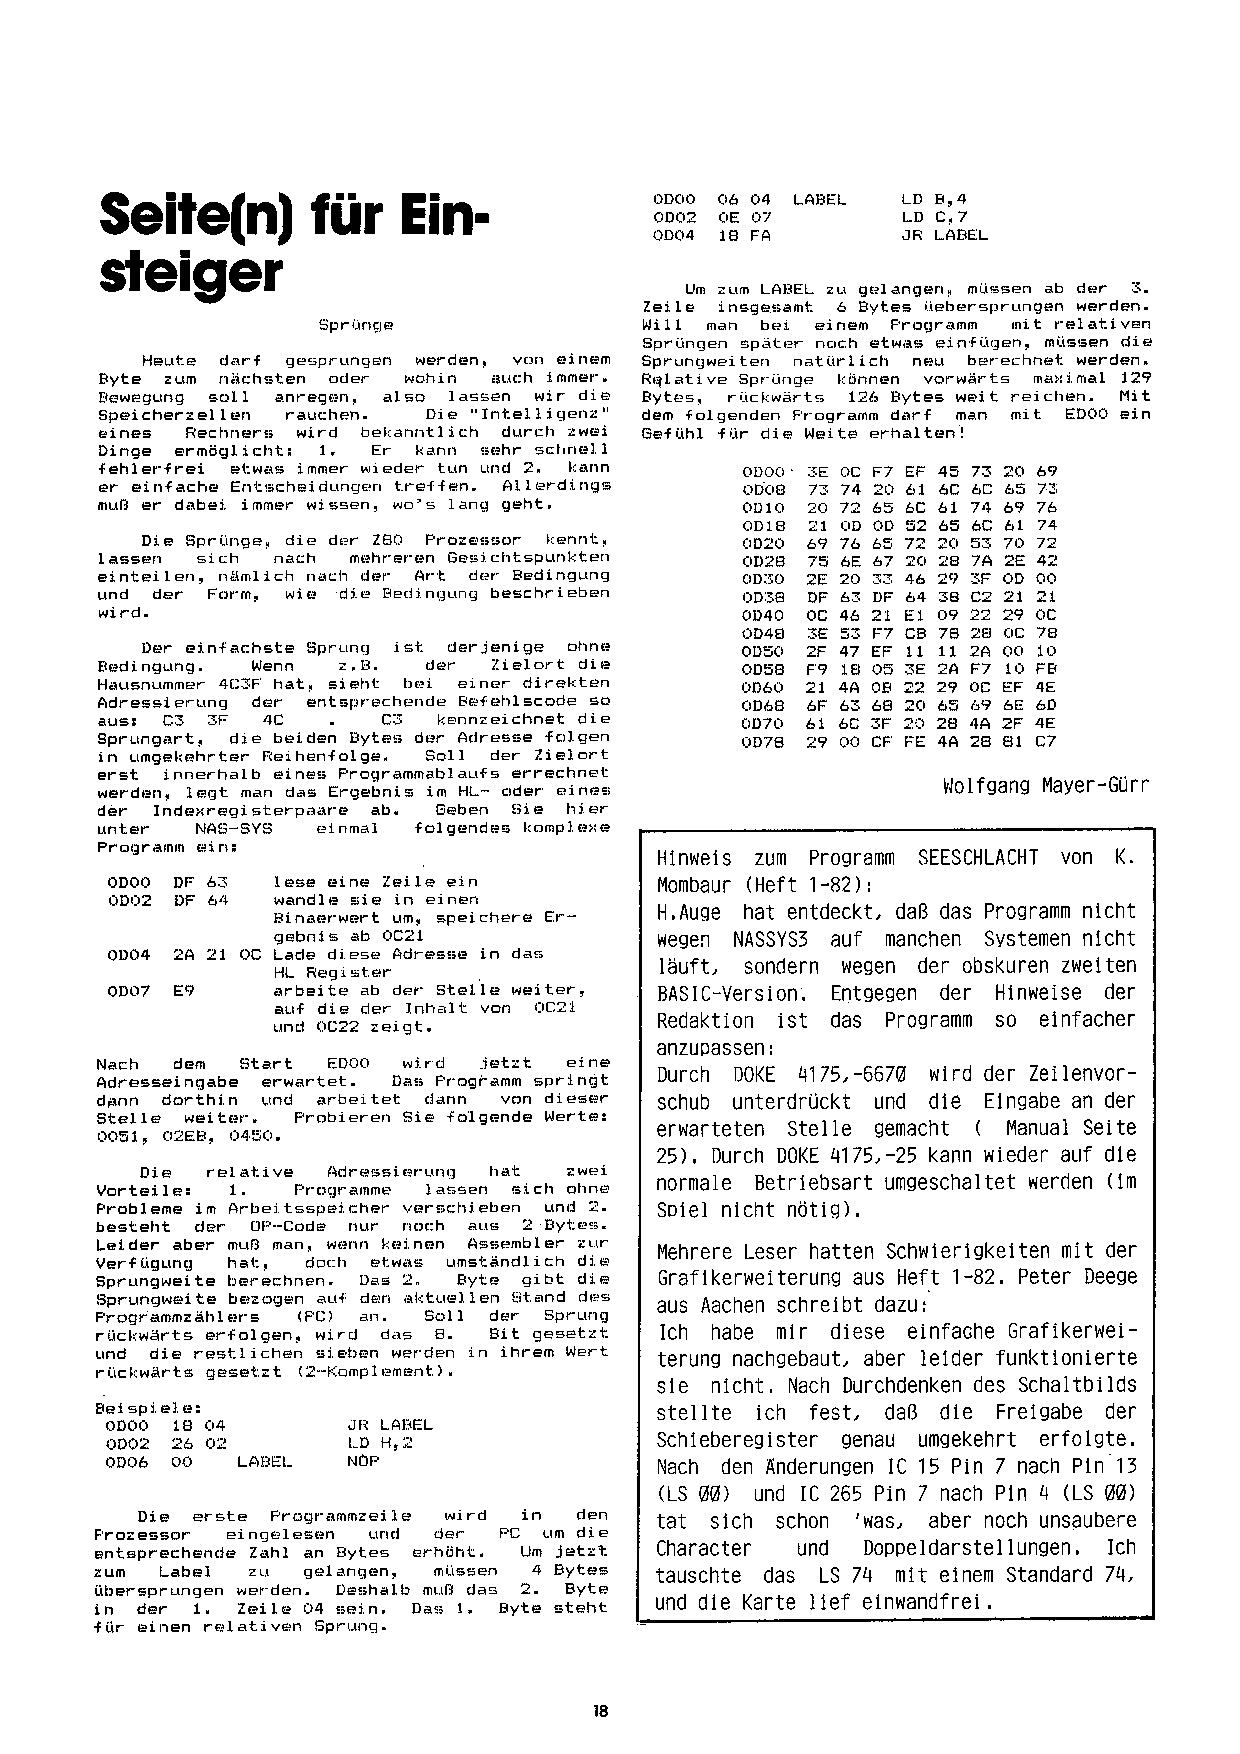 Seite(n) für Ein-
steiger
Sprünge
Heute darf gesprungen werden, von einem
Byte zum nächsten oder wohin auch immer.
Bewegung soll anregen, also lassen wir die
Speicherzellen rauchen. Die "Intelligenz"
eines Rechners wird bekanntlich durch zwei
Dinge ermöglicht: 1. Er kann sehr schnell
fehlerfrei etwas immer wieder tun und 2. kann
er einfache Entscheidungen treffen. Allerdings
muß er dabei immer wissen, wo's lang geht.
Die Sprünge, die der Z80 Prozessor kennt,
lassen sich nach mehreren Gesichtspunkten
einteilen, nämlich nach der Art der Bedingung
und der Form, wie die Bedingung beschrieben
wird.
Der einfachste Sprung ist derjenige ohne
Bedingung. Wenn z.B. der Zielort die
Hausnummer 4C3F hat, sieht bei einer direkten
Adressierung der entsprechende Befehlscode so
aus: C3 3F 4C . C3 kennzeichnet die
Sprungart, die beiden Bytes der Adresse folgen
in umgekehrter Reihenfolge. Soll der Zielort
erst innerhalb eines Programmablaufs errechnet
werden, legt man das Ergebnis im HL- oder eines
der Indexregisterpaare ab. Geben Sie hier
unter NAS-SYS einmal folgendes komplexe
Programm ein:
0D00 DF 63 lese eine Zeile ein
0D02 DF 64 wandle sie in einen
Binaerwert um, speichere Er-
gebnis ab 0C21
0D04 2A 21 0C Lade diese Adresse in das
HL Register
0D07 E9 arbeite ab der Stelle weiter,
auf die der Inhalt von 0C21
und 0C22 zeigt.
Nach dem Start ED00 wird jetzt eine
Adresseingabe erwartet. Das Programm springt
dann dorthin und arbeitet dann von dieser
Stelle weiter. Probieren Sie folgende Werte:
0051, 02EB, 0450.
Die relative Adressierung hat zwei
Vorteile: 1. Programme lassen sich ohne
Probleme im Arbeitsspeicher verschieben und 2.
besteht der OP-Code nur noch aus 2 Bytes.
Leider aber muß man, wenn keinen Assembler zur
Verfügung hat, doch etwas umständlich die
Sprungweite berechnen. Das 2. Byte gibt die
Sprungweite bezogen auf den aktuellen Stand des
Programmzählers (PC) an. Soll der Sprung
rückwärts erfolgen, wird das 8. Bit gesetzt
und die restlichen sieben werden in ihrem Wert
rückwärts gesetzt (2-Komplement).
Beispiele:
0D00 18 04 JR LABEL
0D02 26 02 LD H,2
0D06 00 LABEL NOP
Die erste Programmzeile wird in den
Prozessor eingelesen und der PC um die
entsprechende Zahl an Bytes erhöht. Um jetzt
zum Label zu gelangen, müssen 4 Bytes
übersprungen werden. Deshalb muß das 2. Byte
in der 1. Zeile 04 sein. Das 1. Byte steht
für einen relativen Sprung.
0D00 06 04 LABEL LD B,4
0D02 0E 07 LD C,7
0D04 18 FA JR LABEL
Um zum LABEL zu gelangen, müssen ab der 3.
Zeile insgesamt 6 Bytes üebersprungen werden.
Will man bei einem Programm mit relativen
Sprüngen später noch etwas einfügen, müssen die
Sprungweiten natürlich neu berechnet werden.
Relative Sprünge können vorwärts maximal 129
Bytes, rückwärts 126 Bytes weit reichen. Mit
dem folgenden Programm darf man mit ED00 ein
Gefühl für die Weite erhalten!
0D00 3E 0C F7 EF 45 73 20 69
0D08 73 74 20 61 6C 6C 65 73
0D10 20 72 65 6C 61 74 69 76
0D18 21 0D 0D 52 65 6C 61 74
0D20 69 76 65 72 20 53 70 72
0D28 75 6E 67 20 28 7A 2E 42
0D30 2E 20 33 46 29 3F 0D 00
0D38 DF 63 DF 64 38 C2 21 21
0D40 0C 46 21 E1 09 22 29 0C
0D48 3E 53 F7 CB 78 28 0C 78
0D50 2F 47 EF 11 11 2A 00 10
0D58 F9 18 05 3E 2A F7 10 FB
0D60 21 4A 0B 22 29 0C EF 4E
0D68 6F 63 68 20 65 69 6E 6D
0D70 61 6C 3F 20 28 4A 2F 4E
0D78 29 00 CF FE 4A 28 81 C7
Wolfgang Mayer-Gürr
Hinweis zum Programm SEESCHLACHT von K.
Mombaur (Heft 1-82):
H.Auge hat entdeckt, daß das Programm nicht
wegen NASSYS3 auf manchen Systemen nicht
läuft, sondern wegen der obskuren zweiten
BASIC-Version. Entgegen der Hinweise der
Redaktion ist das Programm so einfacher
anzupassen:
Durch DOKE 4175,-6670 wird der Zeilenvor-
schub unterdrückt und die Eingabe an der
erwarteten Stelle gemacht ( Manual Seite
25). Durch DOKE 4175,-25 kann wieder auf die
normale Betriebsart umgeschaltet werden (im
Spiel nicht nötig).
Mehrere Leser hatten Schwierigkeiten mit der
Grafikerweiterung aus Heft 1-82. Peter Deege
aus Aachen schreibt dazu:
Ich habe mir diese einfache Grafikerwei-
terung nachgebaut, aber leider funktionierte
sie nicht. Nach Durchdenken des Schaltbilds
stellte ich fest, daß die Freigabe der
Schieberegister genau umgekehrt erfolgte.
Nach den Änderungen IC 15 Pin 7 nach Pin 13
(LS 00) und IC 265 Pin 7 nach Pin 4 (LS 00)
tat sich schon 'was, aber noch unsaubere
Character und Doppeldarstellungen. Ich
tauschte das LS 74 mit einem Standard 74,
und die Karte lief einwandfrei.
18